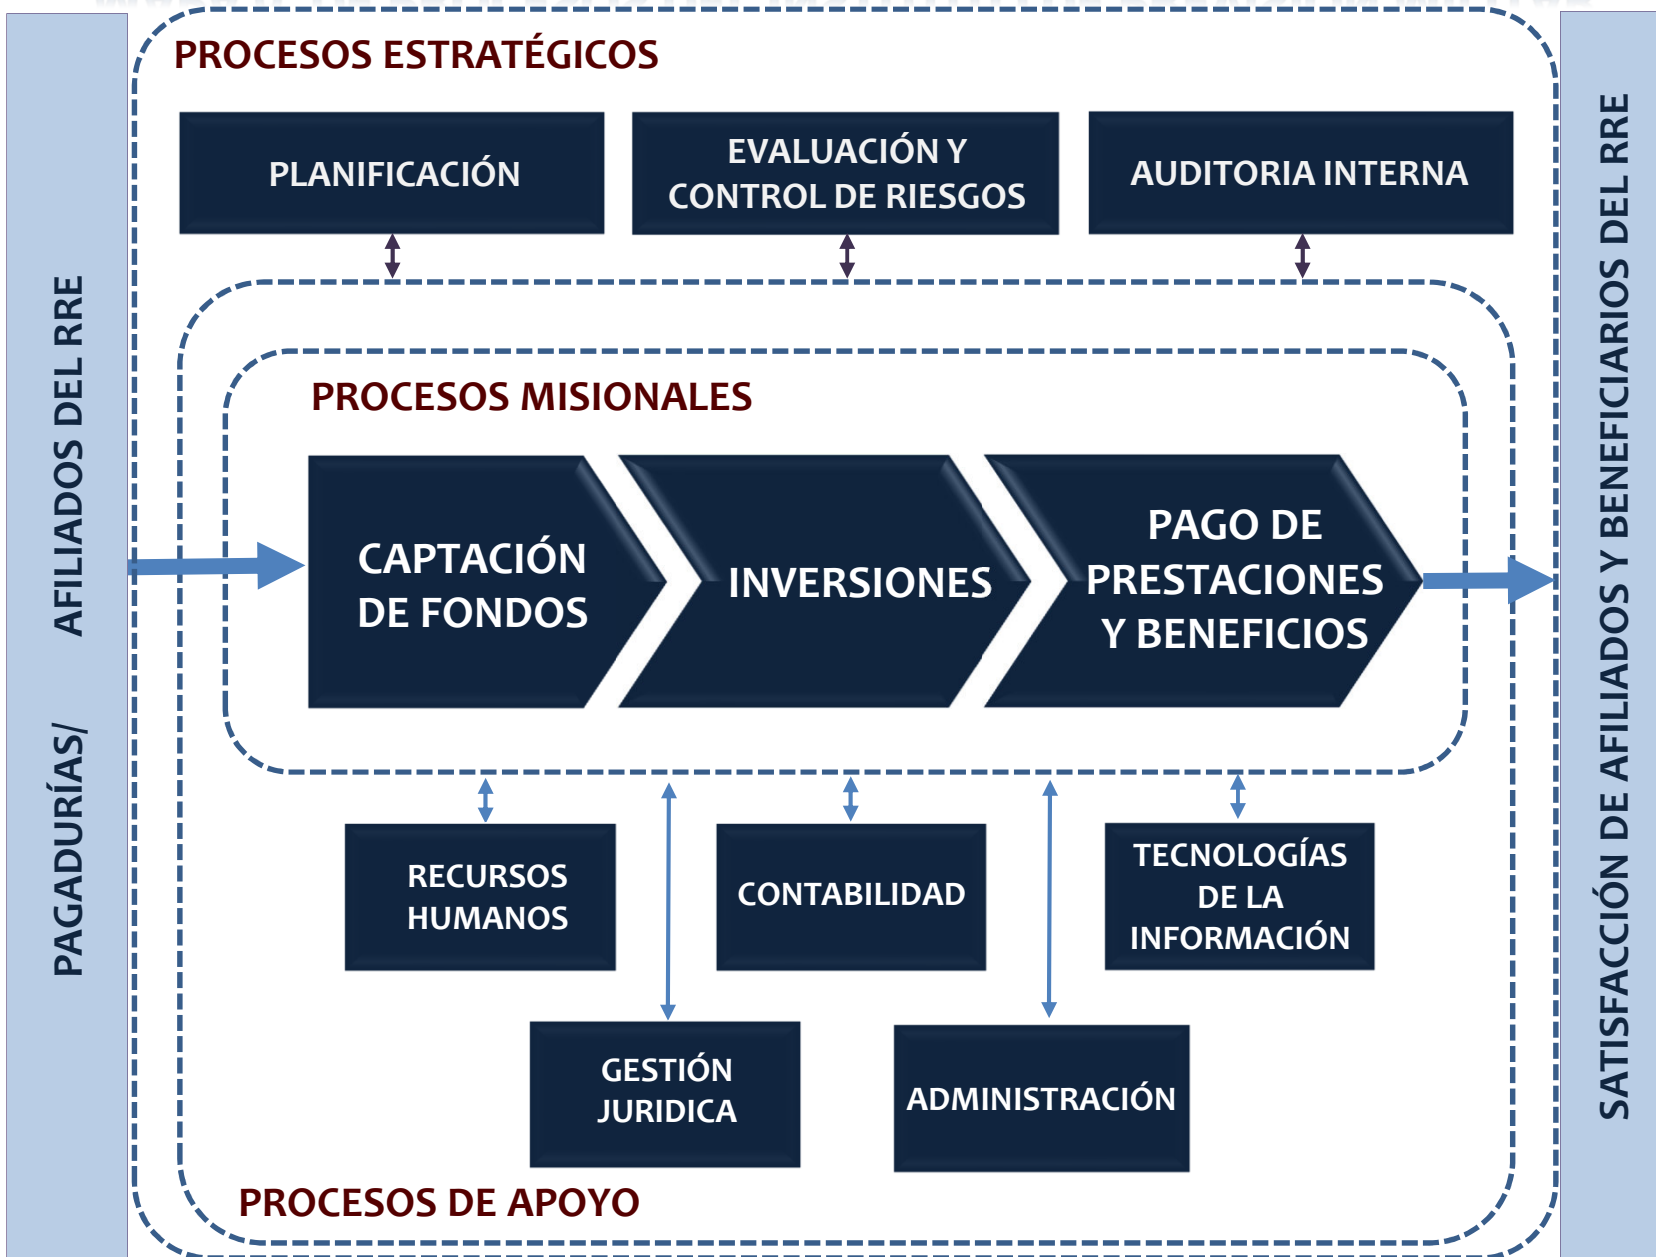 PROCESOS ESTRATÉGICOS
PLANIFICACIÓN
EVALUACIÓN Y
CONTROL DE RIESGOS
AUDITORIA INTERNA
PAGADURÍAS/ AFILIADOS DEL RRE
PROCESOS MISIONALES
CAPTACIÓN
DE FONDOS
INVERSIONES
PAGO DE
PRESTACIONES
Y BENEFICIOS
SATISFACCIÓN DE AFILIADOS Y BENEFICIARIOS DEL RRE
RECURSOS
HUMANOS
CONTABILIDAD
TECNOLOGÍAS
DE LA
INFORMACIÓN
GESTIÓN
JURIDICA
ADMINISTRACIÓN
PROCESOS DE APOYO